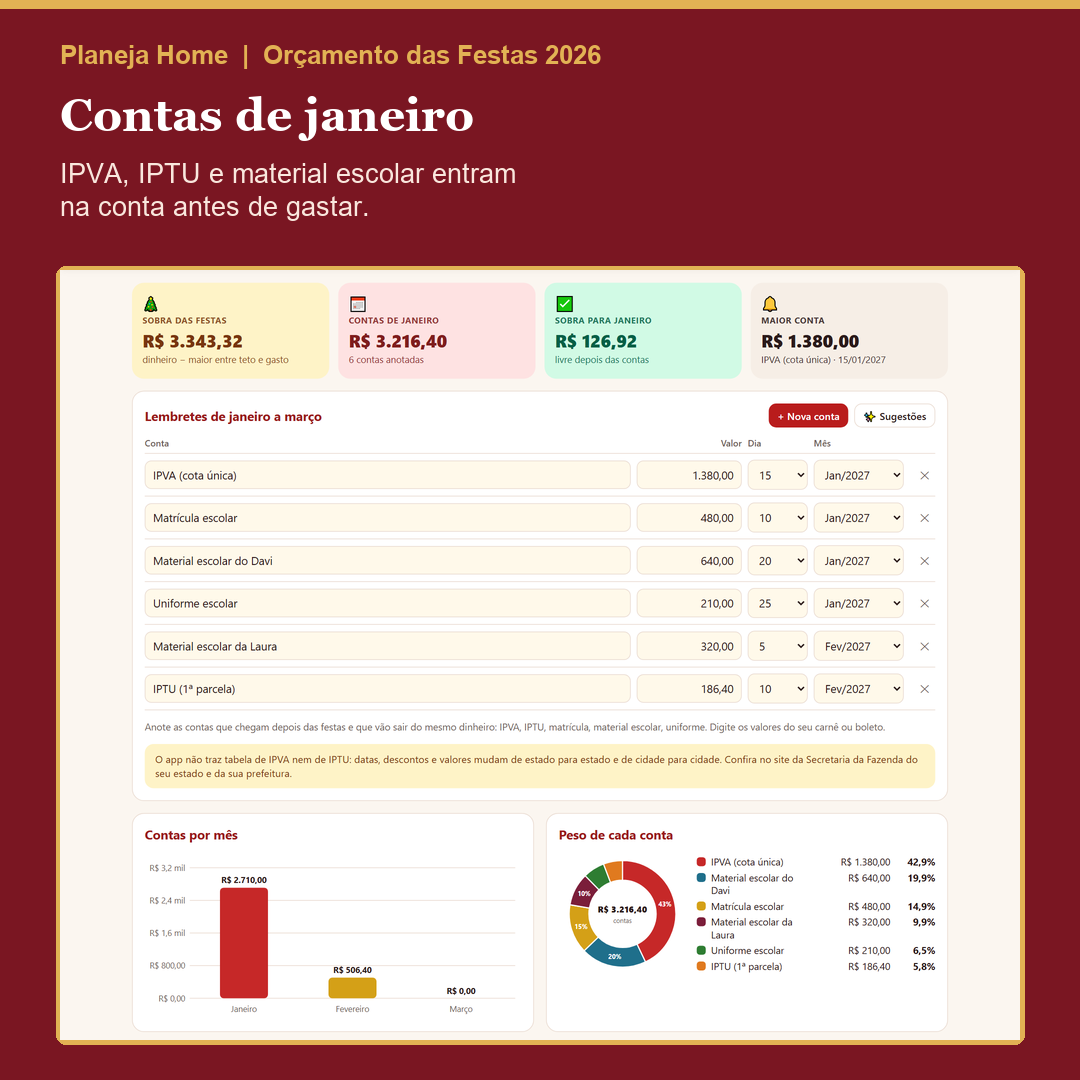 Planeja Home | Orçamento das Festas 2026
Contas de janeiro
IPVA, IPTU e material escolar entram
na conta antes de gastar.
SOBRA DAS FESTAS
R$ 3.343,32
dinheiro − maior entre teto e gasto
CONTAS DE JANEIRO
R$ 3.216,40
6 contas anotadas
SOBRA PARA JANEIRO
R$ 126,92
livre depois das contas
MAIOR CONTA
R$ 1.380,00
IPVA (cota única) · 15/01/2027
Lembretes de janeiro a março
+ Nova conta
Sugestões
Conta Valor Dia Mês
IPVA (cota única) 1.380,00 15 Jan/2027
Matrícula escolar 480,00 10 Jan/2027
Material escolar do Davi 640,00 20 Jan/2027
Uniforme escolar 210,00 25 Jan/2027
Material escolar da Laura 320,00 5 Fev/2027
IPTU (1ª parcela) 186,40 10 Fev/2027
Anote as contas que chegam depois das festas e que vão sair do mesmo dinheiro: IPVA, IPTU, matrícula, material escolar, uniforme. Digite os valores do seu carnê ou boleto.
O app não traz tabela de IPVA nem de IPTU: datas, descontos e valores mudam de estado para estado e de cidade para cidade. Confira no site da Secretaria da Fazenda do
seu estado e da sua prefeitura.
Contas por mês
R$ 3,2 mil
R$ 2,4 mil
R$ 1,6 mil
R$ 800,00
R$ 0,00
R$ 2.710,00
R$ 506,40
R$ 0,00
Janeiro
Fevereiro
Março
Peso de cada conta
43%
20%
15%
10%
R$ 3.216,40
contas
IPVA (cota única) R$ 1.380,00 42,9%
Material escolar do R$ 640,00 19,9%
Davi
Matrícula escolar R$ 480,00 14,9%
Material escolar da R$ 320,00 9,9%
Laura
Uniforme escolar R$ 210,00 6,5%
IPTU (1ª parcela) R$ 186,40 5,8%